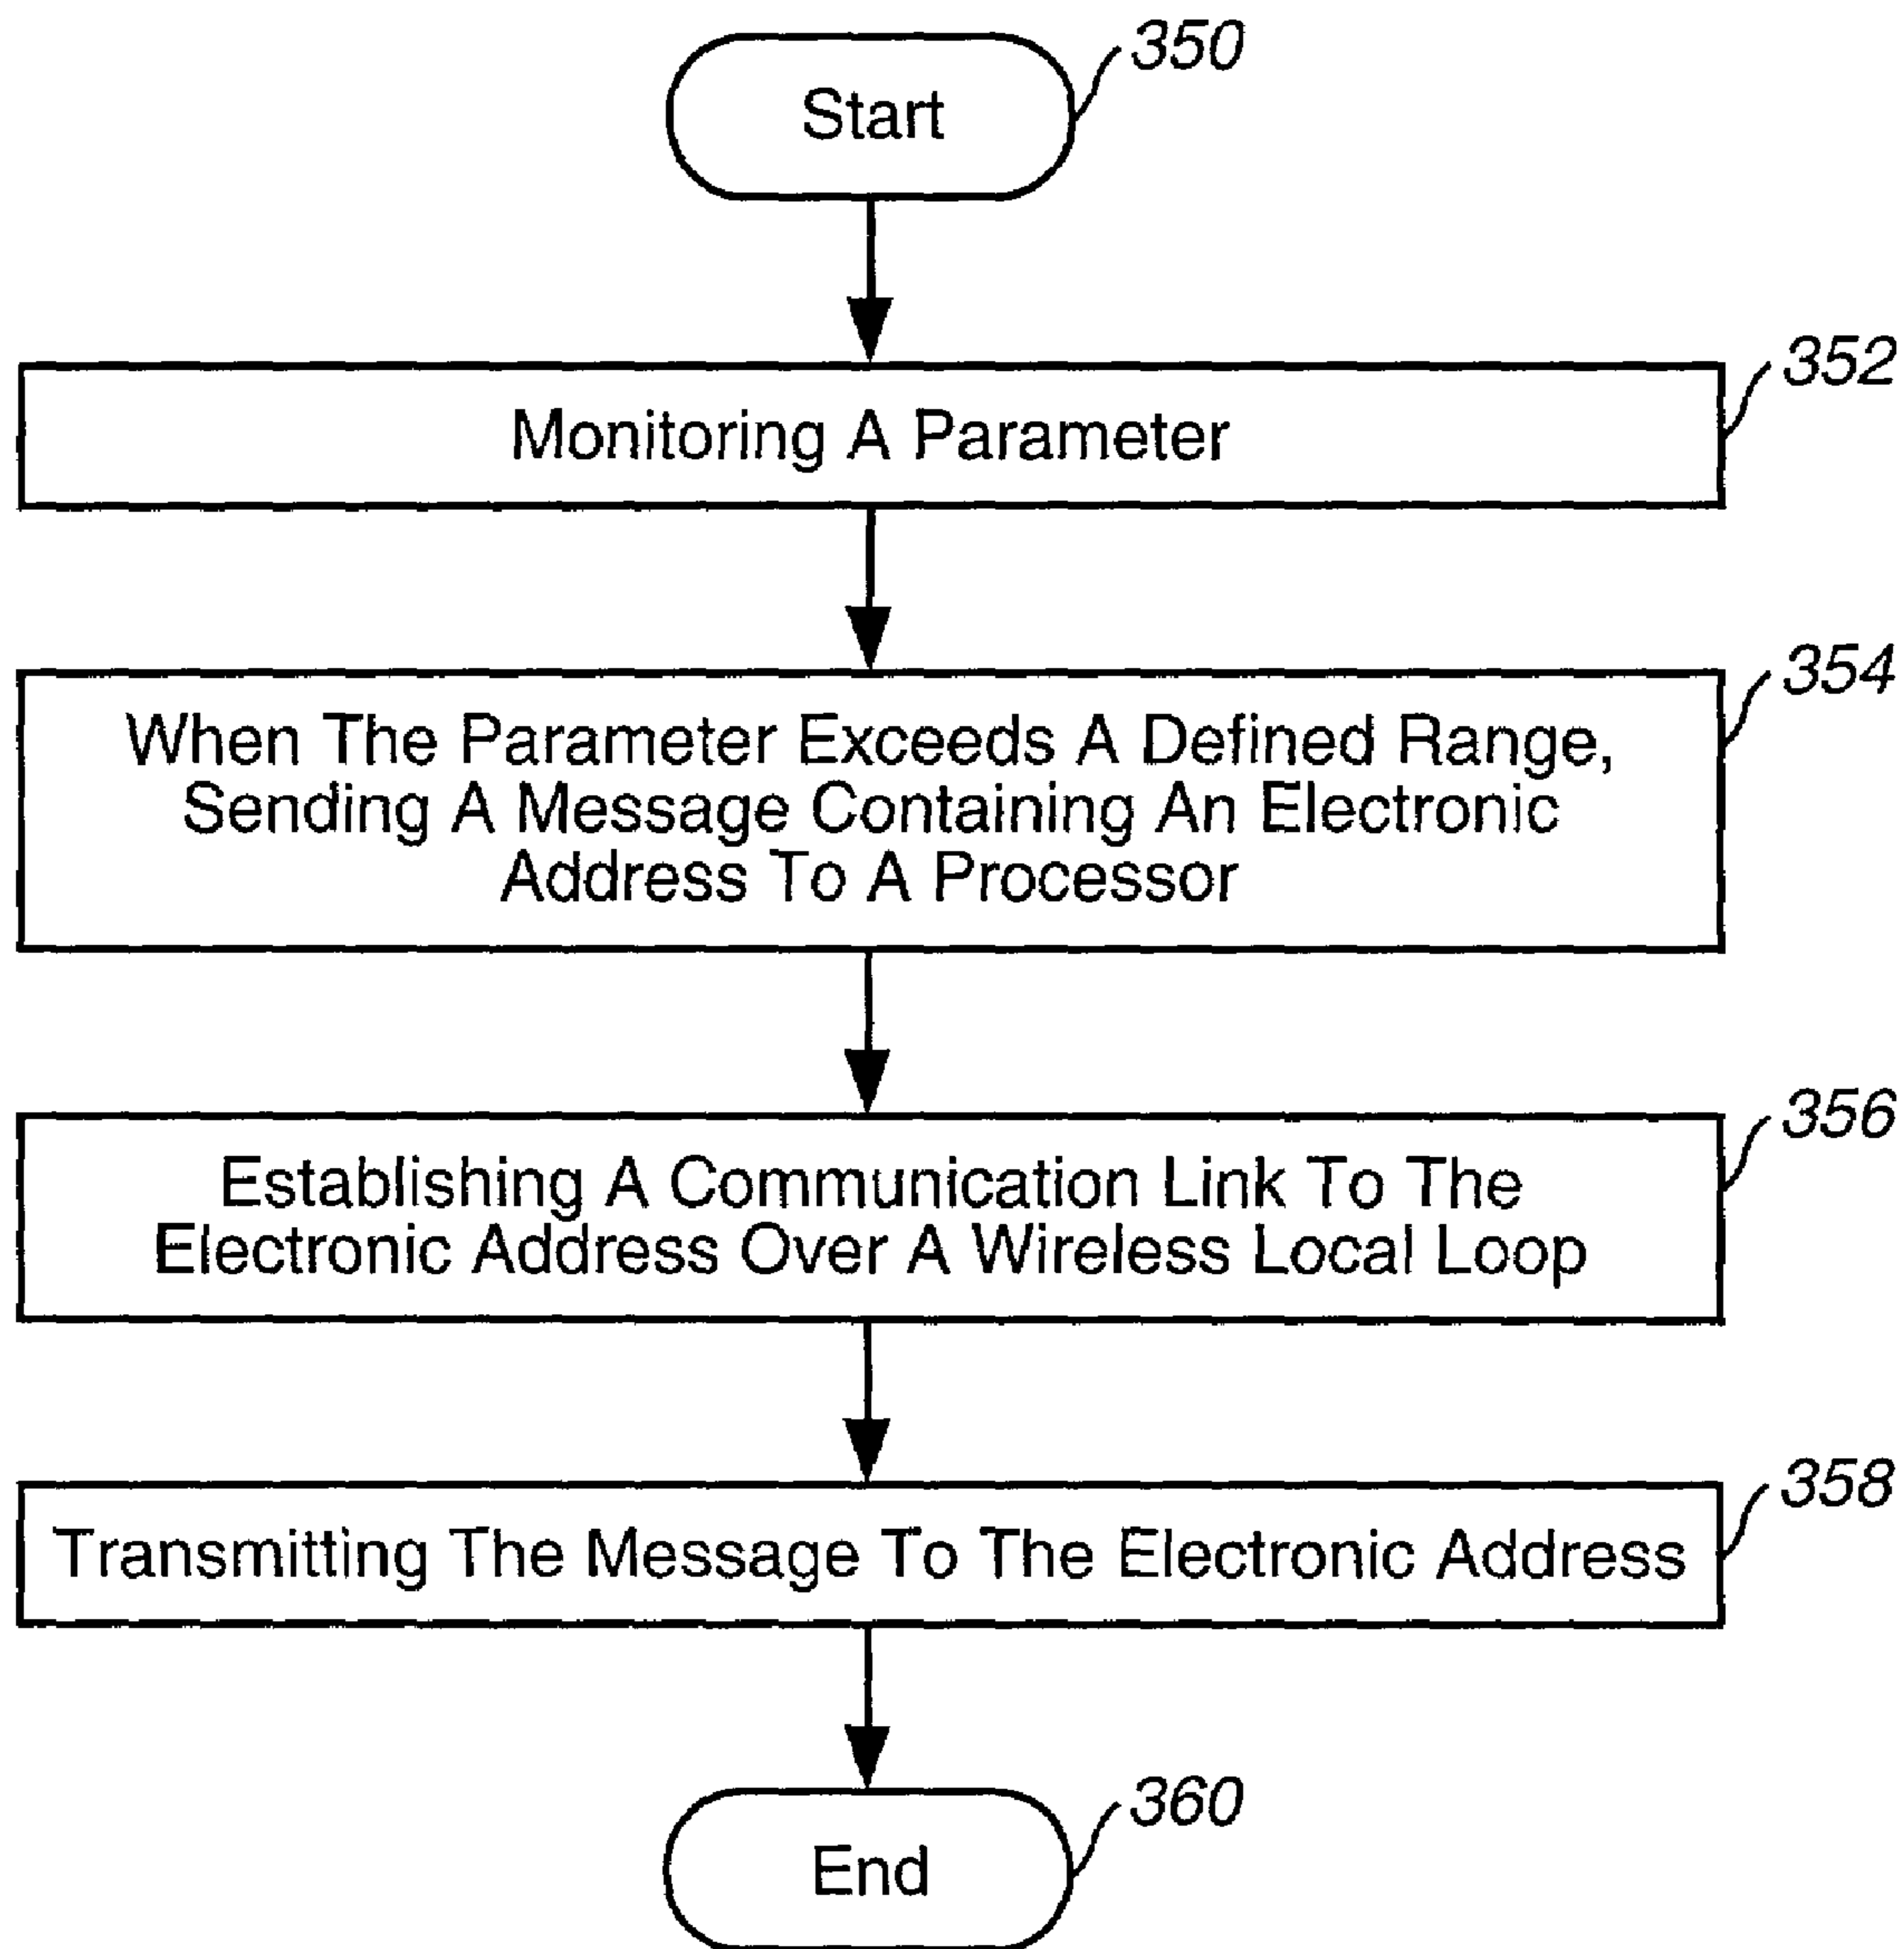 350
Start
352
Monitoring A Parameter
354
When The Parameter Exceeds A Defined Range,
Sending A Message Containing An Electronic
Address To A Processor
356
Establishing A Communication Link To The
Electronic Address Over A Wireless Local Loop
358
Transmitting The Message To The Electronic Address
360
End